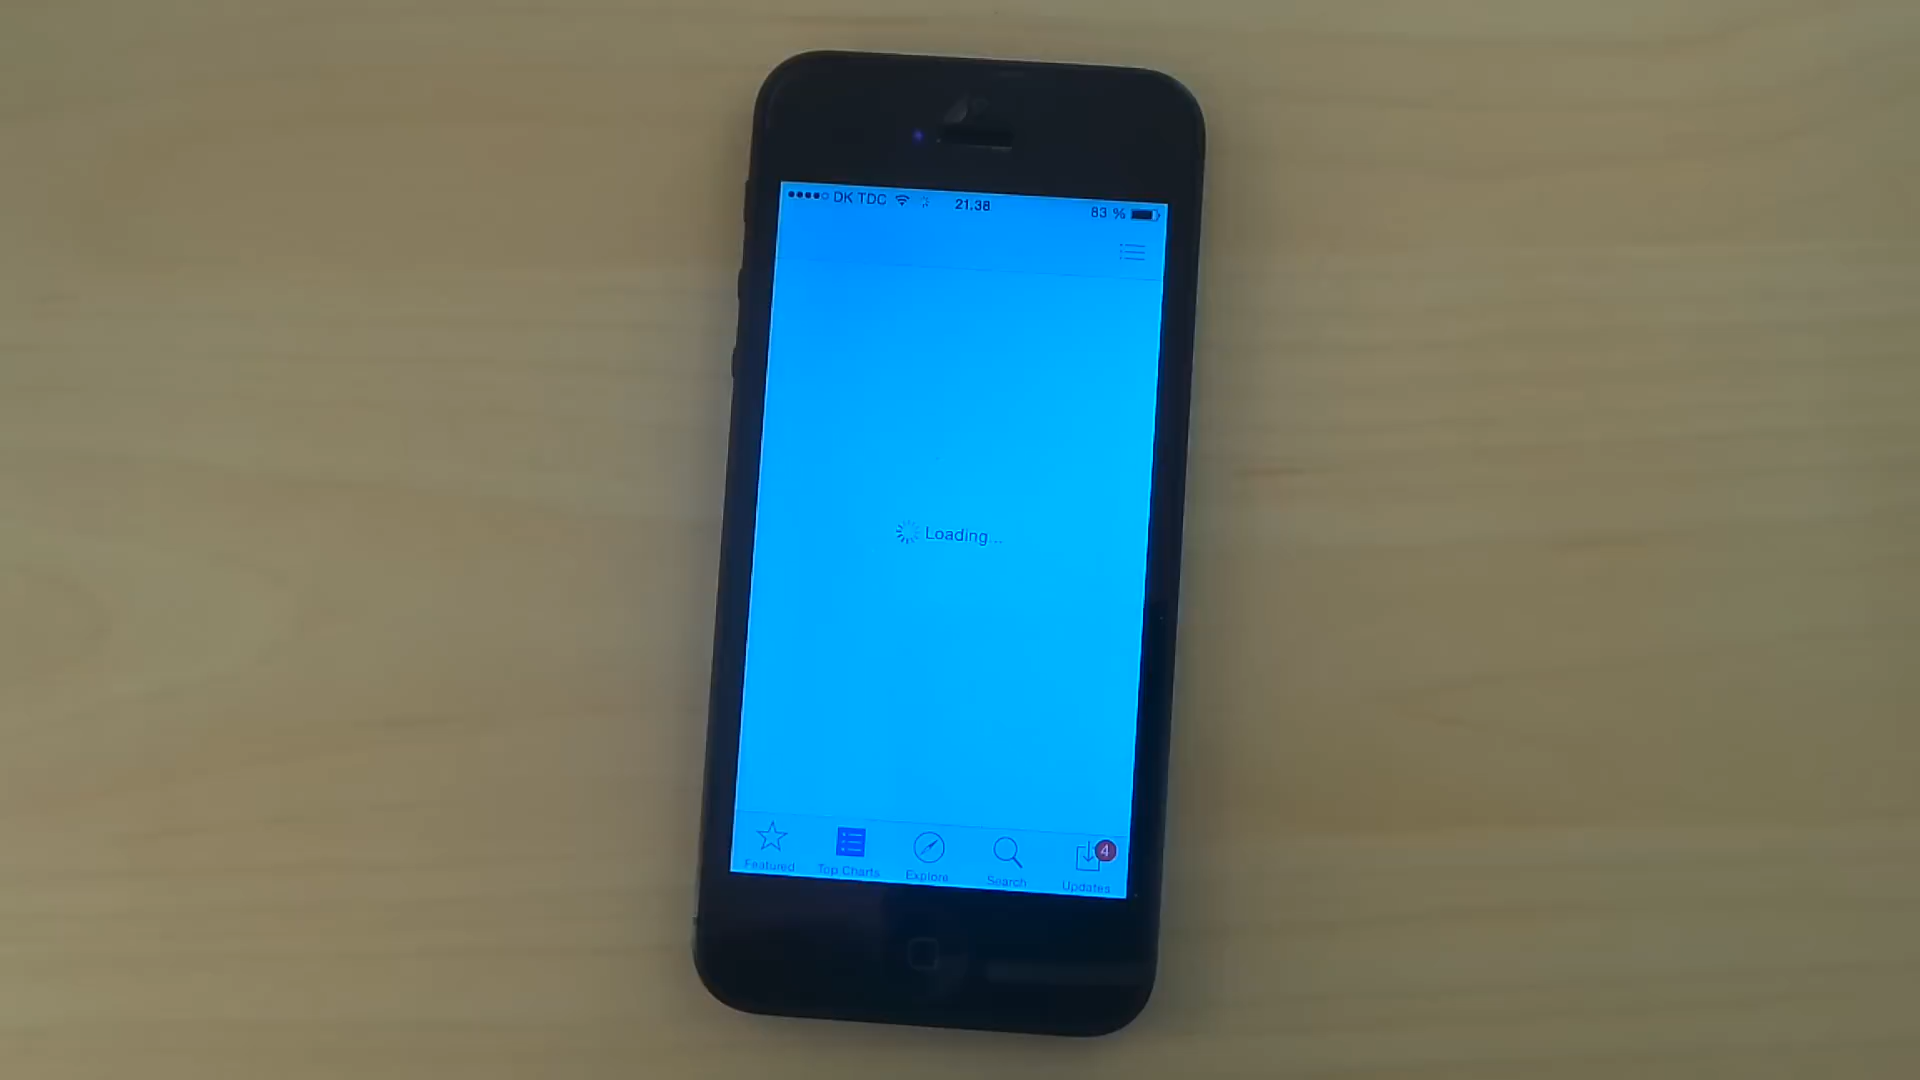 DK TDC 21.38 83 %
Loading...
4
Featured Top Charts Explore Search Updates